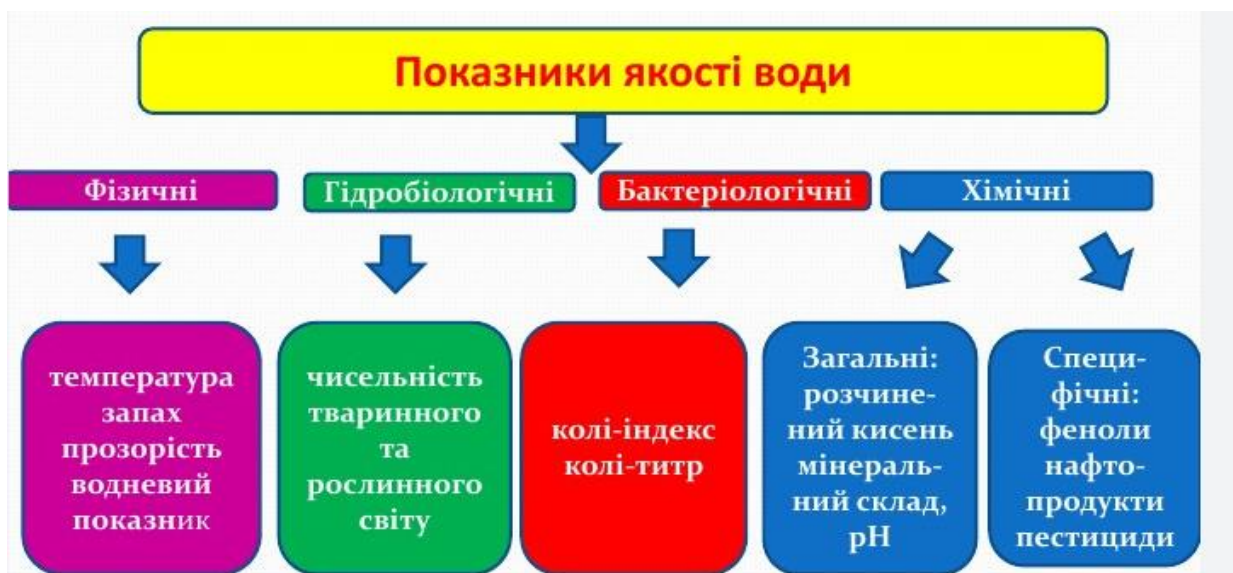 Показники якості води
Фізичні
Гідробіологічні
Бактеріологічні
Хімічні
температура
запах
прозорість
водневий
показник
чисельність
тваринного
та
рослинного
світу
колі-індекс
колі-титр
Загальні:
розчине-
ний кисень
мінераль-
ний склад,
рН
Специ-
фічні:
феноли
нафто-
продукти
пестициди